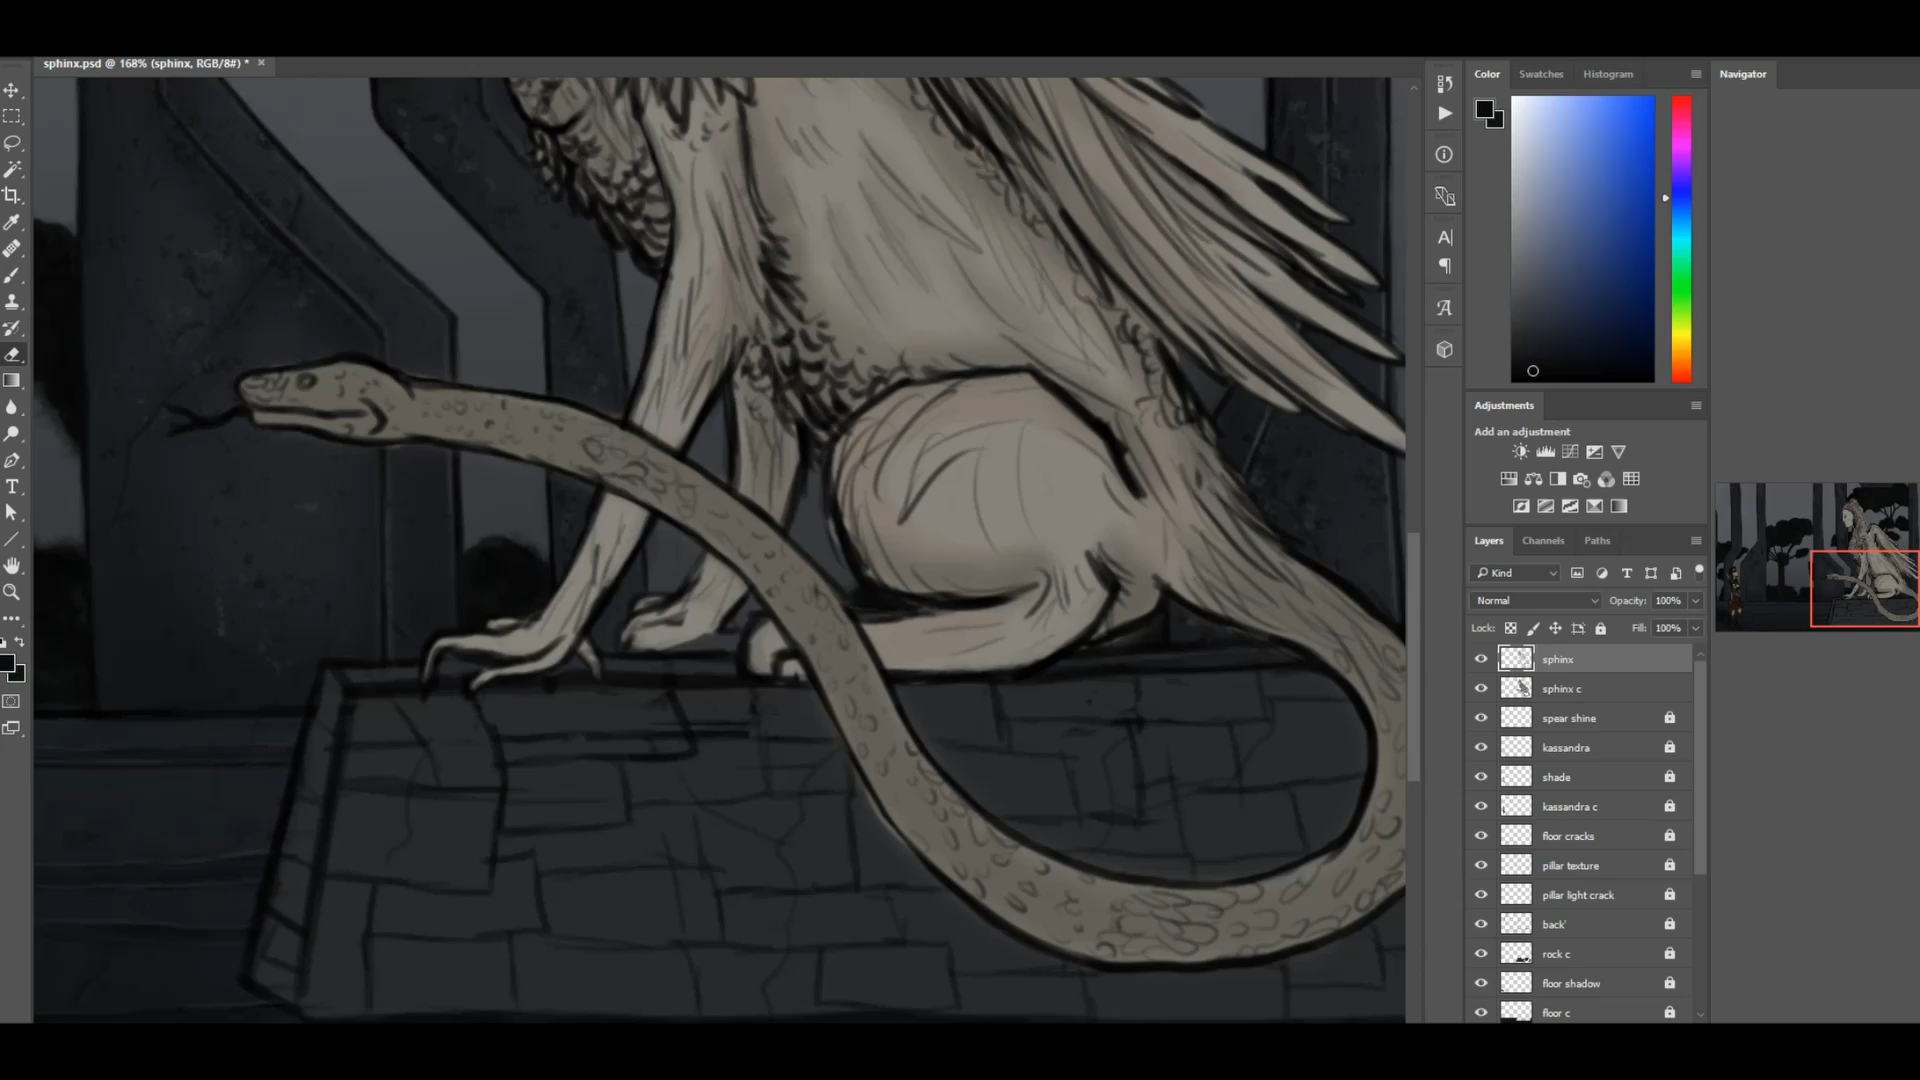 sphinx.psd @ 168% (sphinx, RGB/8#) *
Color
Swatches
Histogram
Navigator
Adjustments
Add an adjustment
Layers
Channels
Paths
Kind
Normal
Opacity: 100%
Lock:
Fill: 100%
sphinx
sphinx c
spear shine
kassandra
shade
kassandra c
floor cracks
pillar texture
pillar light crack
back'
rock c
floor shadow
floor c